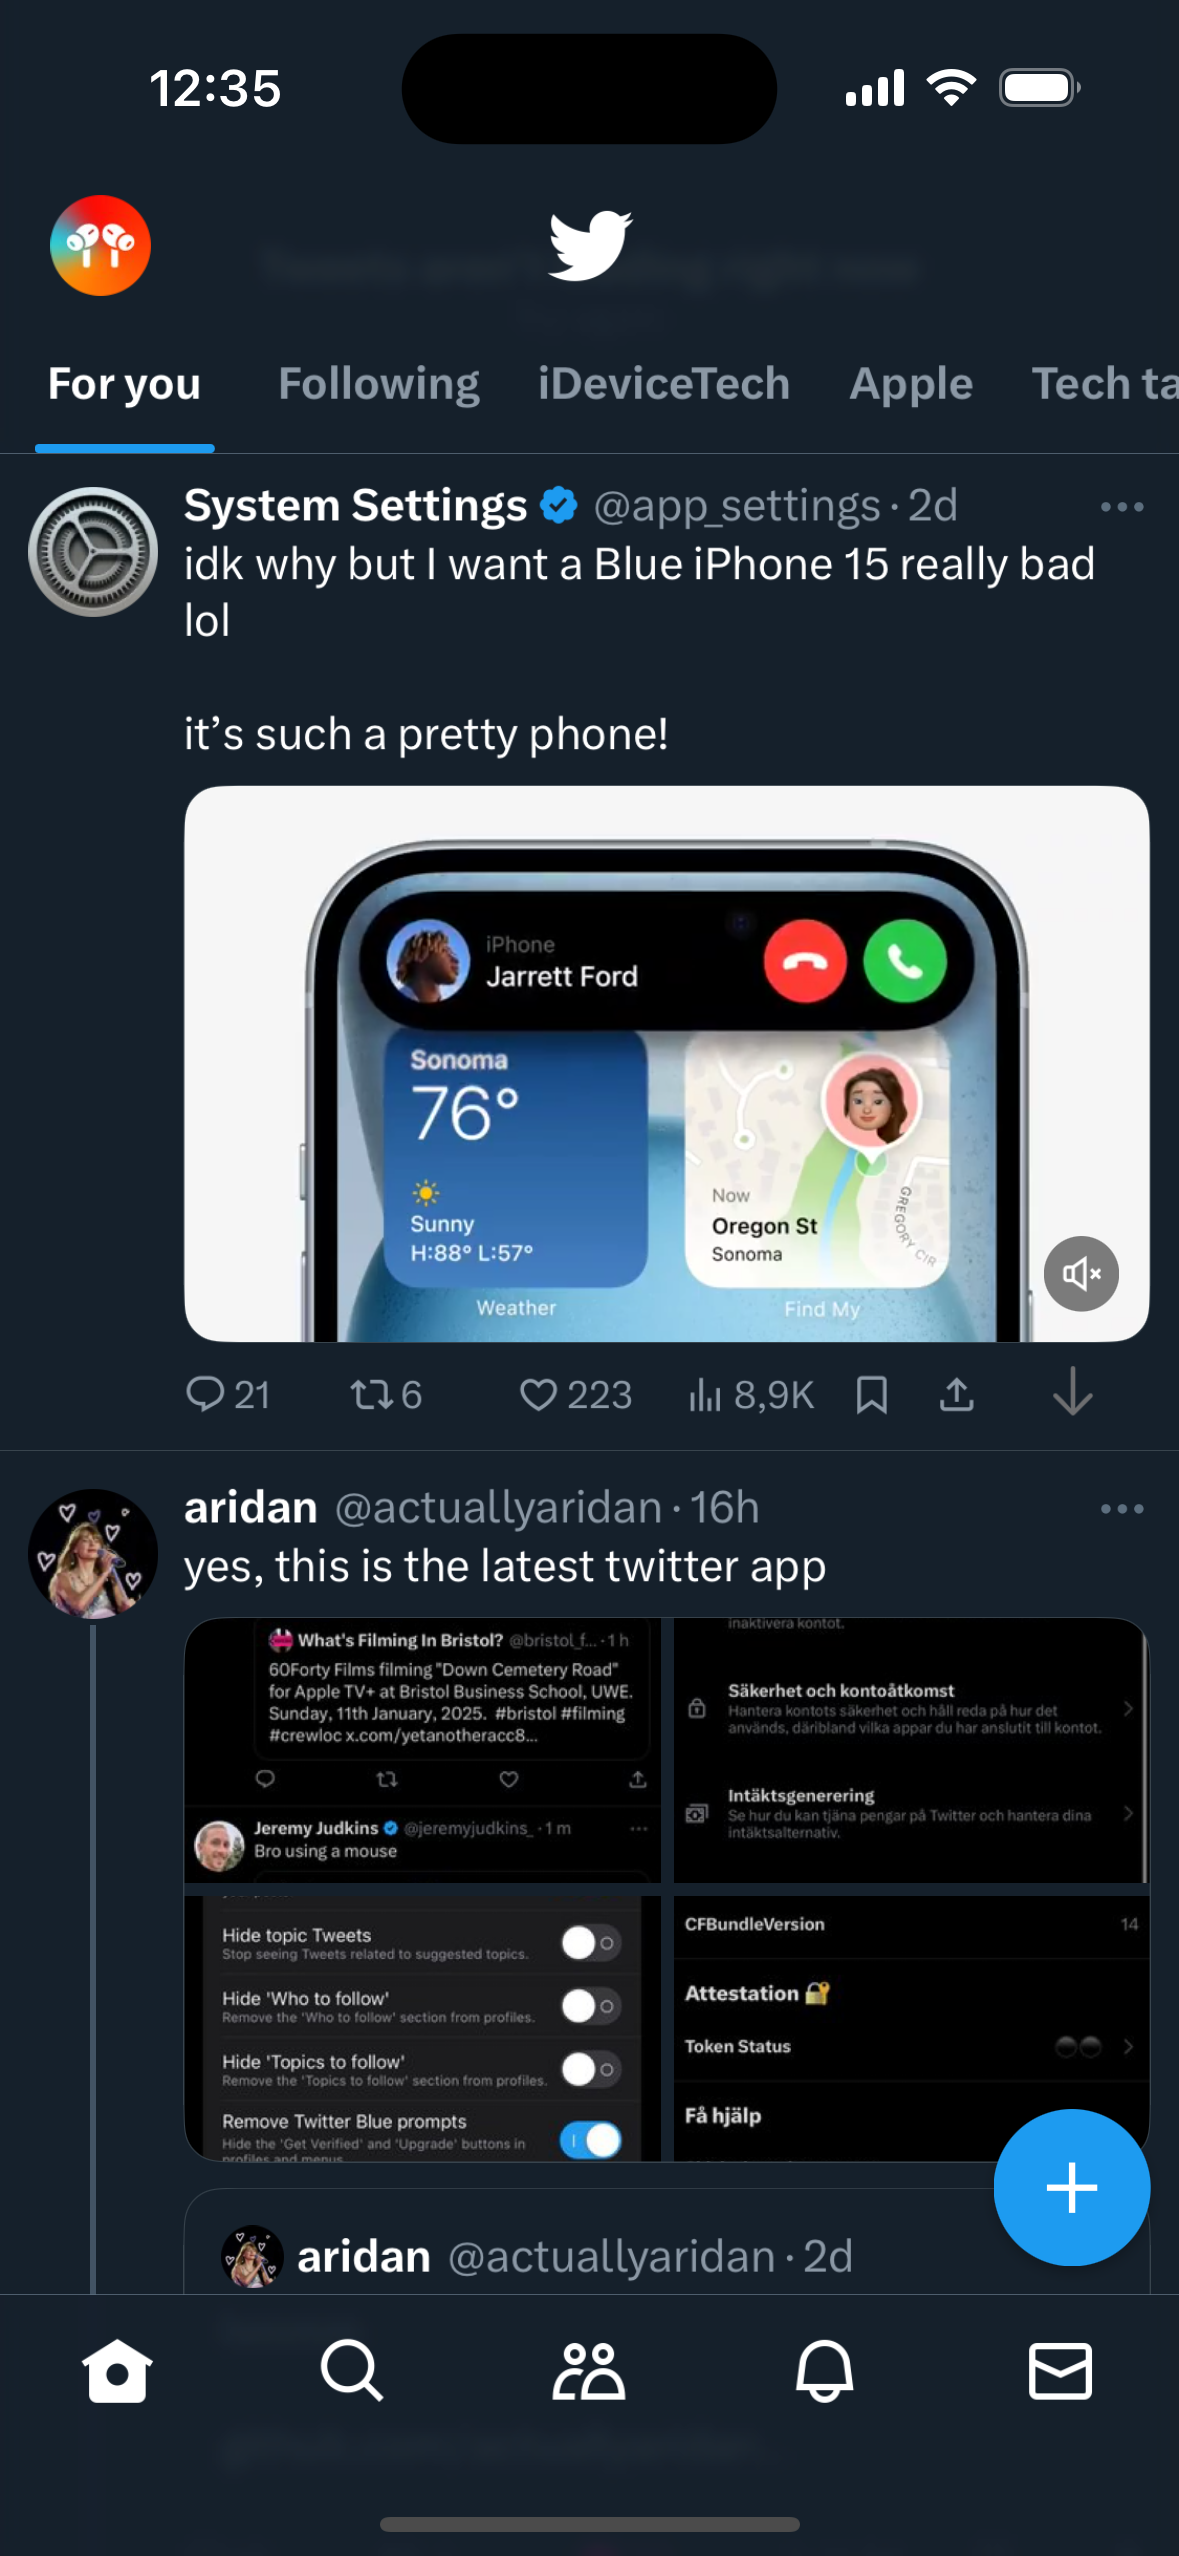 12:35
For you
Following
iDeviceTech
Apple
Tech ta
System Settings @app_settings · 2d
idk why but I want a Blue iPhone 15 really bad
lol
it’s such a pretty phone!
iPhone
Jarrett Ford
Sonoma
76°
Sunny
H:88° L:57°
Weather
Now
Oregon St
Sonoma
GREGORY CIR
Find My
21
6
223
8,9K
aridan @actuallyaridan · 16h
yes, this is the latest twitter app
What's Filming In Bristol? @bristol_f... · 1 h
60Forty Films filming "Down Cemetery Road"
for Apple TV+ at Bristol Business School, UWE.
Sunday, 11th January, 2025. #bristol #filming
#crewloc x.com/yetanotheracc8...
Jeremy Judkins @jeremyjudkins_ · 1 m
Bro using a mouse
inaktivera kontot.
Säkerhet och kontoåtkomst
Hantera kontots säkerhet och håll reda på hur det
används, däribland vilka appar du har anslutit till kontot.
Intäktsgenerering
Se hur du kan tjäna pengar på Twitter och hantera dina
intäktsalternativ.
Hide topic Tweets
Stop seeing Tweets related to suggested topics.
Hide 'Who to follow'
Remove the 'Who to follow' section from profiles.
Hide 'Topics to follow'
Remove the 'Topics to follow' section from profiles.
Remove Twitter Blue prompts
Hide the 'Get Verified' and 'Upgrade' buttons in
profiles and menus.
CFBundleVersion
14
Attestation 🔐
Token Status
Få hjälp
aridan @actuallyaridan · 2d